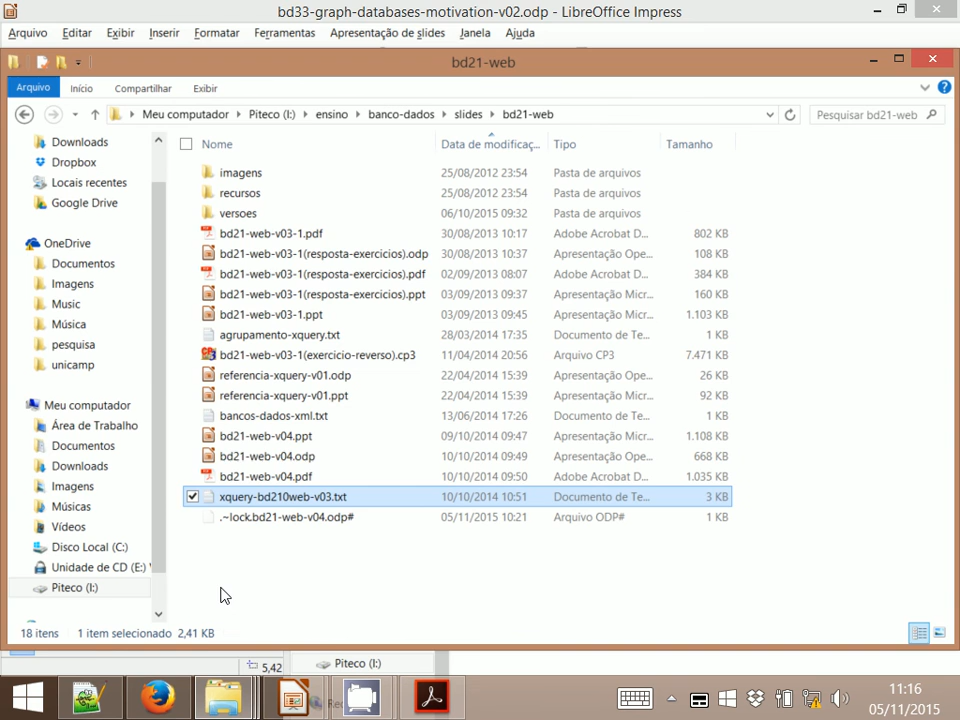 bd33-graph-databases-motivation-v02.odp - LibreOffice Impress
Arquivo Editar Exibir Inserir Formatar Ferramentas Apresentação de slides Janela Ajuda
bd21-web
Arquivo Início Compartilhar Exibir
Meu computador Piteco (I:) ensino banco-dados slides bd21-web Pesquisar bd21-web
Nome Data de modificaç... Tipo Tamanho
Downloads
Dropbox
Locais recentes
Google Drive
OneDrive
Documentos
Imagens
Music
Música
pesquisa
unicamp
Meu computador
Área de Trabalho
Documentos
Downloads
Imagens
Músicas
Vídeos
Disco Local (C:)
Unidade de CD (E:)
Piteco (I:)
imagens 25/08/2012 23:54 Pasta de arquivos
recursos 25/08/2012 23:54 Pasta de arquivos
versoes 06/10/2015 09:32 Pasta de arquivos
bd21-web-v03-1.pdf 30/08/2013 10:17 Adobe Acrobat D... 802 KB
bd21-web-v03-1(resposta-exercicios).odp 30/08/2013 10:37 Apresentação Ope... 108 KB
bd21-web-v03-1(resposta-exercicios).pdf 02/09/2013 08:07 Adobe Acrobat D... 384 KB
bd21-web-v03-1(resposta-exercicios).ppt 03/09/2013 09:37 Apresentação Micr... 160 KB
bd21-web-v03-1.ppt 03/09/2013 09:45 Apresentação Micr... 1.103 KB
agrupamento-xquery.txt 28/03/2014 17:35 Documento de Te... 1 KB
bd21-web-v03-1(exercicio-reverso).cp3 11/04/2014 20:56 Arquivo CP3 7.471 KB
referencia-xquery-v01.odp 22/04/2014 15:39 Apresentação Ope... 26 KB
referencia-xquery-v01.ppt 22/04/2014 15:39 Apresentação Micr... 92 KB
bancos-dados-xml.txt 13/06/2014 17:26 Documento de Te... 1 KB
bd21-web-v04.ppt 09/10/2014 09:47 Apresentação Micr... 1.108 KB
bd21-web-v04.odp 10/10/2014 09:49 Apresentação Ope... 668 KB
bd21-web-v04.pdf 10/10/2014 09:50 Adobe Acrobat D... 1.035 KB
xquery-bd210web-v03.txt 10/10/2014 10:51 Documento de Te... 3 KB
.~lock.bd21-web-v04.odp# 05/11/2015 10:21 Arquivo ODP# 1 KB
18 itens 1 item selecionado 2,41 KB
5,42 Piteco (I:)
11:16
05/11/2015